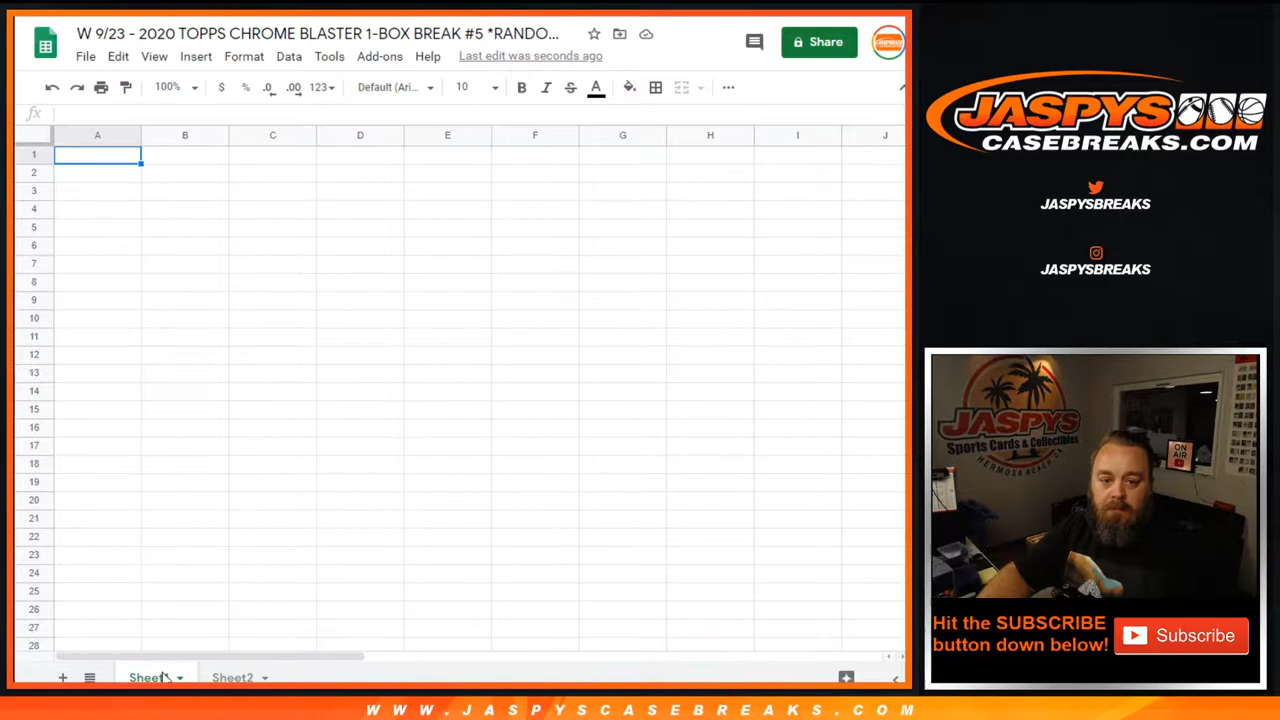 W 9/23 - 2020 TOPPS CHROME BLASTER 1-BOX BREAK #5 *RANDO...
Share
File Edit View Insert Format Data Tools Add-ons Help Last edit was seconds ago
100% $ % .0 .00 123 Default (Ari... 10 B I S A
fx
A B C D E F G H I J
1
2
3
4
5
6
7
8
9
10
11
12
13
14
15
16
17
18
19
20
21
22
23
24
25
26
27
28
Sheet2
JASPYS
CASEBREAKS.COM
JASPYSBREAKS
JASPYSBREAKS
JASPYS
Sports Cards & Collectibles
HERMOSA BEACH, CA
ON
AIR
Hit the SUBSCRIBE
button down below!
Subscribe
WWW.JASPYSCASEBREAKS.COM